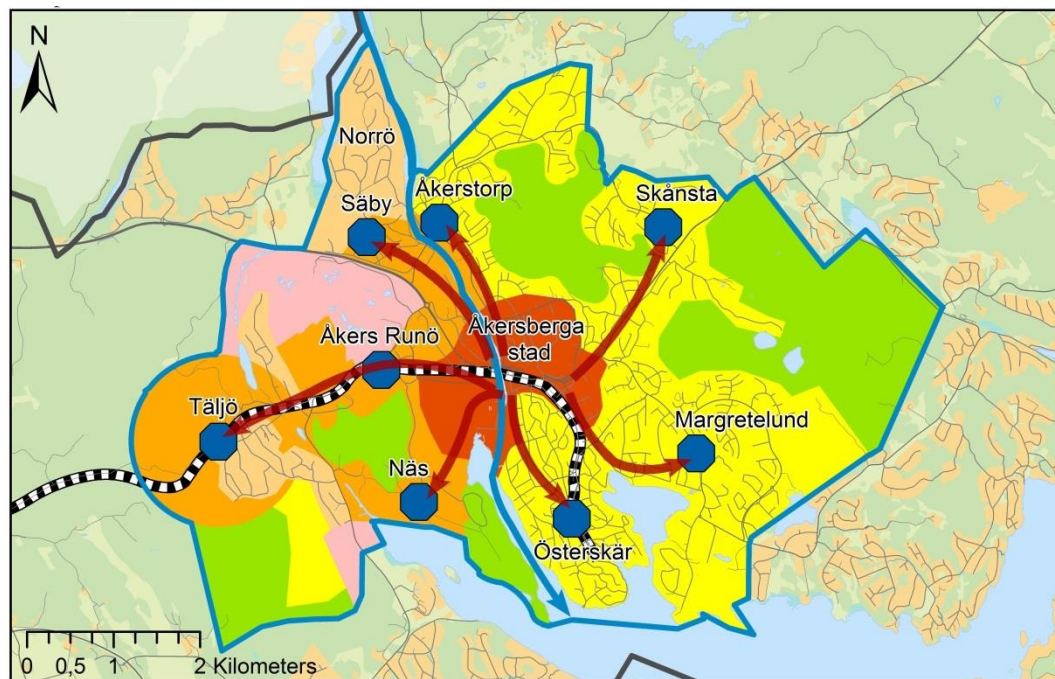 N
Norrö
Säby
Åkerstorp
Skånsta
Åkers Runö
Åkersberga
stad
Täljö
Margretelund
Näs
Österskär
0 0,5 1 2 Kilometers